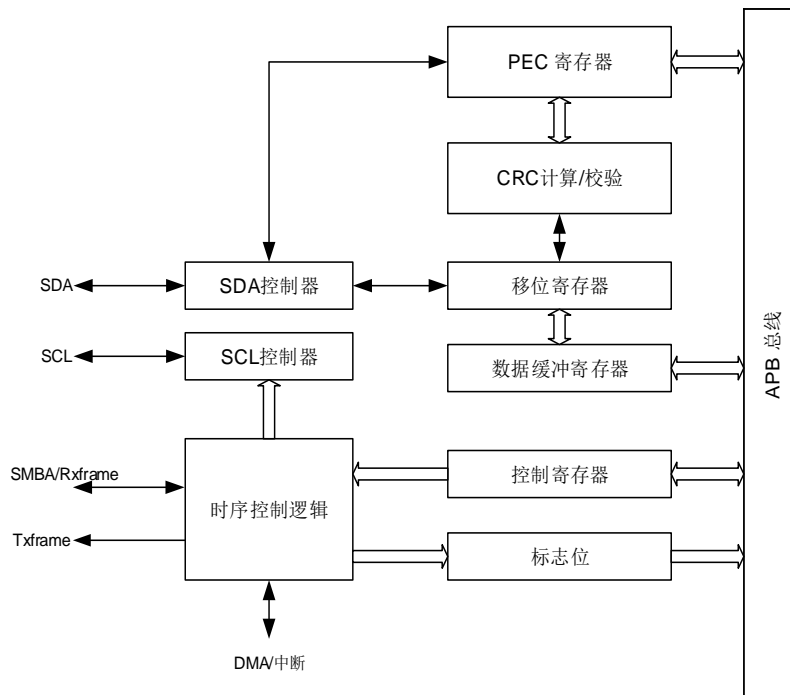 PEC 寄存器
CRC计算/校验
SDA
SDA控制器
移位寄存器
SCL
SCL控制器
数据缓冲寄存器
APB 总线
SMBA/Rxframe
时序控制逻辑
控制寄存器
Txframe
标志位
DMA/中断